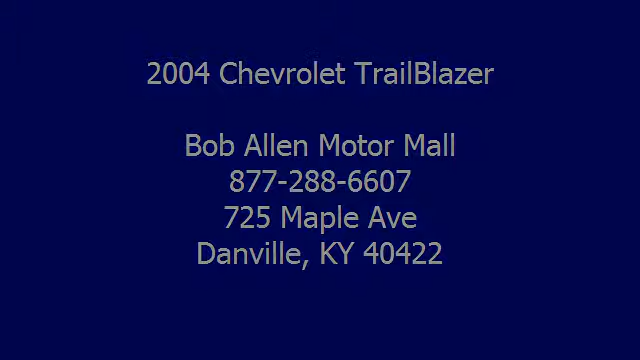 2004 Chevrolet TrailBlazer
Bob Allen Motor Mall
877-288-6607
725 Maple Ave
Danville, KY 40422